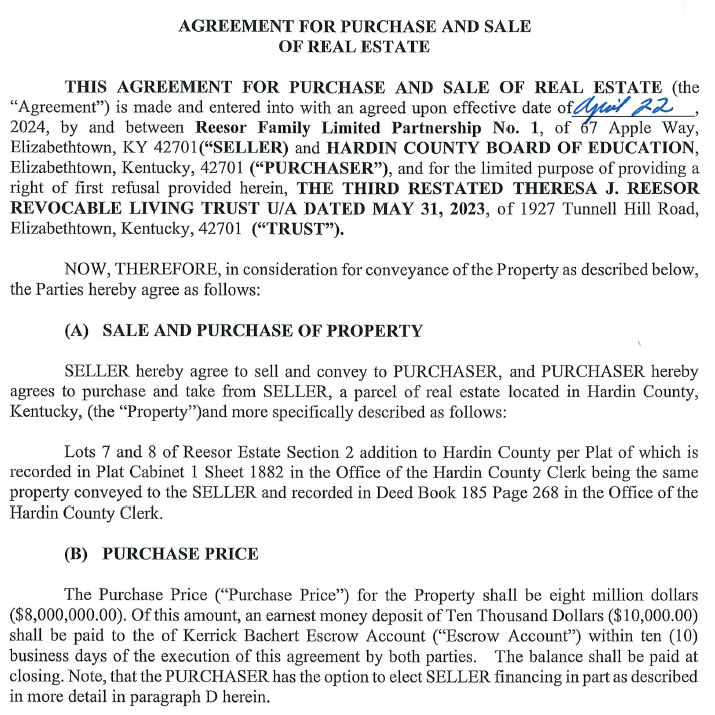 AGREEMENT FOR PURCHASE AND SALE
OF REAL ESTATE
THIS AGREEMENT FOR PURCHASE AND SALE OF REAL ESTATE (the
“Agreement”) is made and entered into with an agreed upon effective date of April 22,
2024, by and between Reesor Family Limited Partnership No. 1, of 67 Apple Way,
Elizabethtown, KY 42701(“SELLER) and HARDIN COUNTY BOARD OF EDUCATION,
Elizabethtown, Kentucky, 42701 (“PURCHASER”), and for the limited purpose of providing a
right of first refusal provided herein, THE THIRD RESTATED THERESA J. REESOR
REVOCABLE LIVING TRUST U/A DATED MAY 31, 2023, of 1927 Tunnell Hill Road,
Elizabethtown, Kentucky, 42701 (“TRUST”).
NOW, THEREFORE, in consideration for conveyance of the Property as described below,
the Parties hereby agree as follows:
(A) SALE AND PURCHASE OF PROPERTY
SELLER hereby agree to sell and convey to PURCHASER, and PURCHASER hereby
agrees to purchase and take from SELLER, a parcel of real estate located in Hardin County,
Kentucky, (the “Property”)and more specifically described as follows:
Lots 7 and 8 of Reesor Estate Section 2 addition to Hardin County per Plat of which is
recorded in Plat Cabinet 1 Sheet 1882 in the Office of the Hardin County Clerk being the same
property conveyed to the SELLER and recorded in Deed Book 185 Page 268 in the Office of the
Hardin County Clerk.
(B) PURCHASE PRICE
The Purchase Price (“Purchase Price”) for the Property shall be eight million dollars
($8,000,000.00). Of this amount, an earnest money deposit of Ten Thousand Dollars ($10,000.00)
shall be paid to the of Kerrick Bachert Escrow Account (“Escrow Account”) within ten (10)
business days of the execution of this agreement by both parties. The balance shall be paid at
closing. Note, that the PURCHASER has the option to elect SELLER financing in part as described
in more detail in paragraph D herein.